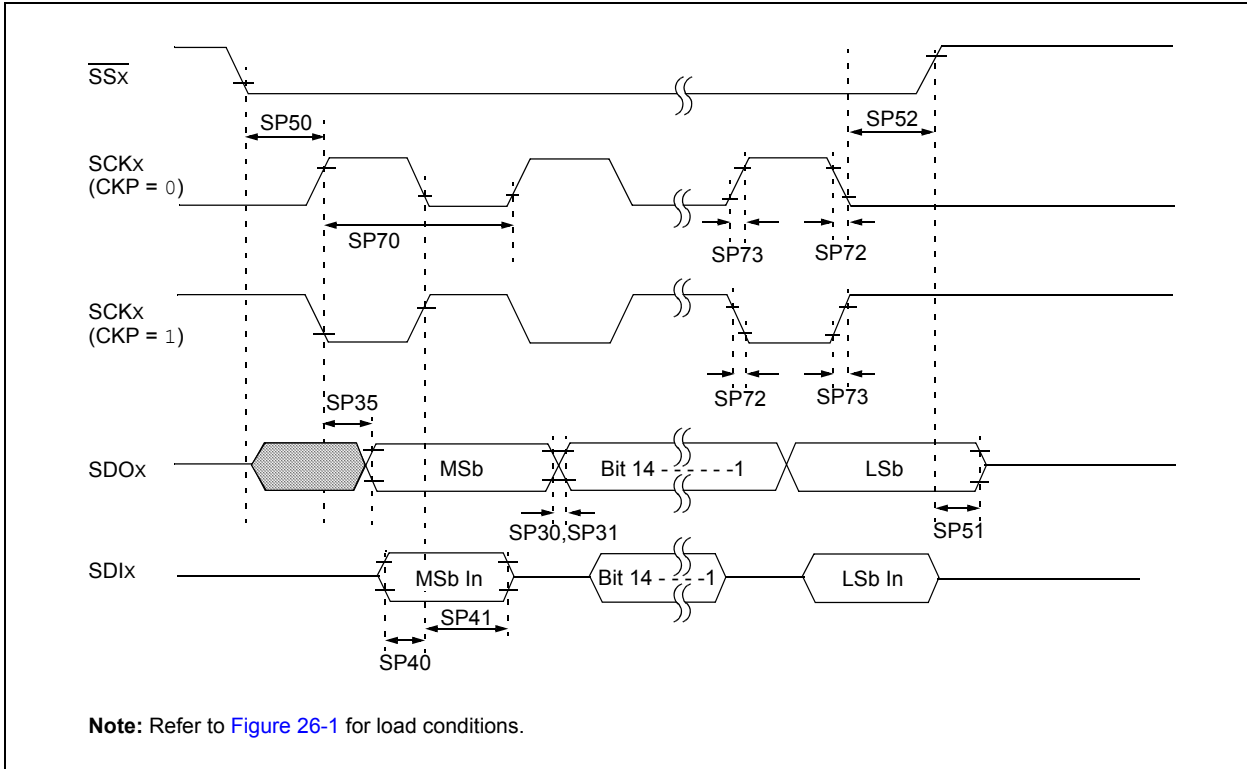 SSx
SP50
SP52
SCKx
(CKP = 0)
SP70
SP73
SP72
SCKx
(CKP = 1)
SP72
SP73
SP35
SDOx
MSb
Bit 14 - - - - - -1
LSb
SP30,SP31
SP51
SDIx
MSb In
Bit 14 - - - - -1
LSb In
SP41
SP40
Note: Refer to Figure 26-1 for load conditions.